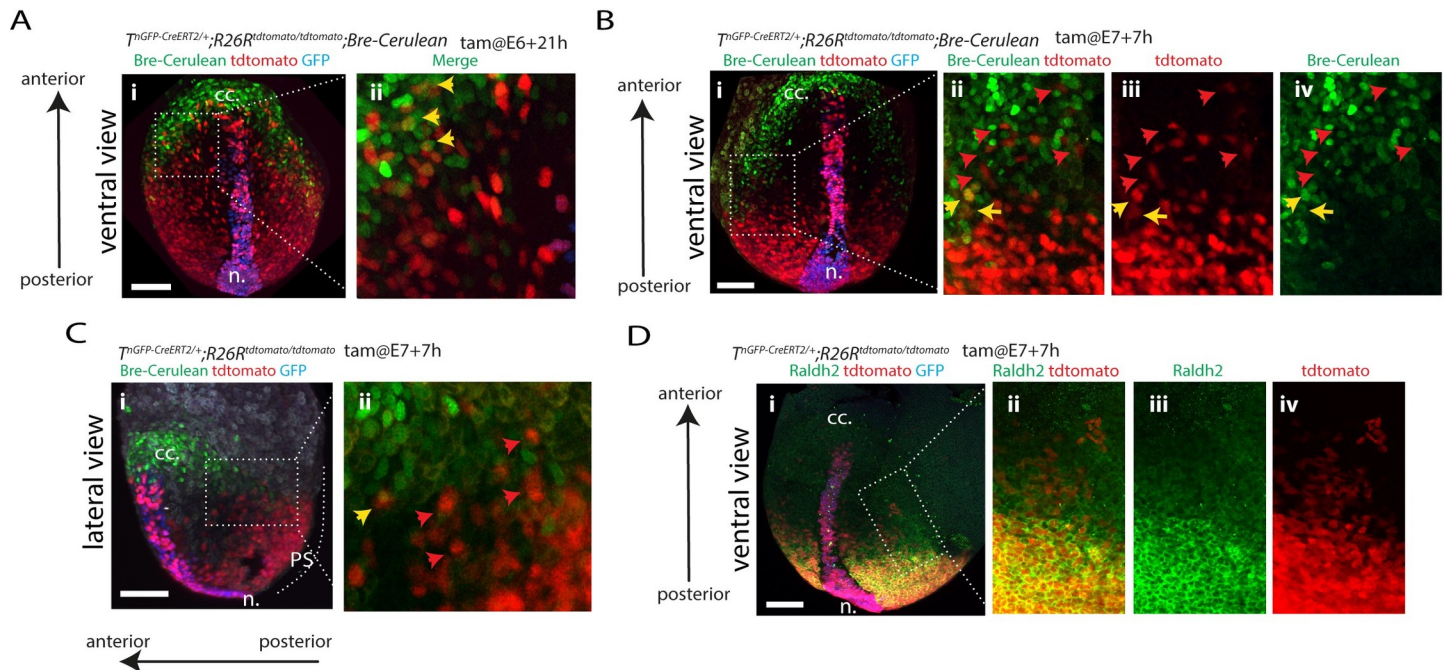 A
T^nGFP-CreERT2/+;R26R^tdtomato/tdtomato;Bre-Cerulean tam@E6+21h
Bre-Cerulean tdtomato GFP
Merge
anterior
posterior
ventral view
i
cc.
n.
ii
B
T^nGFP-CreERT2/+;R26R^tdtomato/tdtomato;Bre-Cerulean tam@E7+7h
Bre-Cerulean tdtomato GFP
Bre-Cerulean tdtomato
tdtomato
Bre-Cerulean
anterior
posterior
ventral view
i
cc.
n.
ii
iii
iv
C
T^nGFP-CreERT2/+;R26R^tdtomato/tdtomato tam@E7+7h
Bre-Cerulean tdtomato GFP
lateral view
i
cc.
PS
n.
ii
anterior
posterior
D
T^nGFP-CreERT2/+;R26R^tdtomato/tdtomato tam@E7+7h
Raldh2 tdtomato GFP
Raldh2 tdtomato
Raldh2
tdtomato
anterior
posterior
ventral view
i
cc.
n.
ii
iii
iv